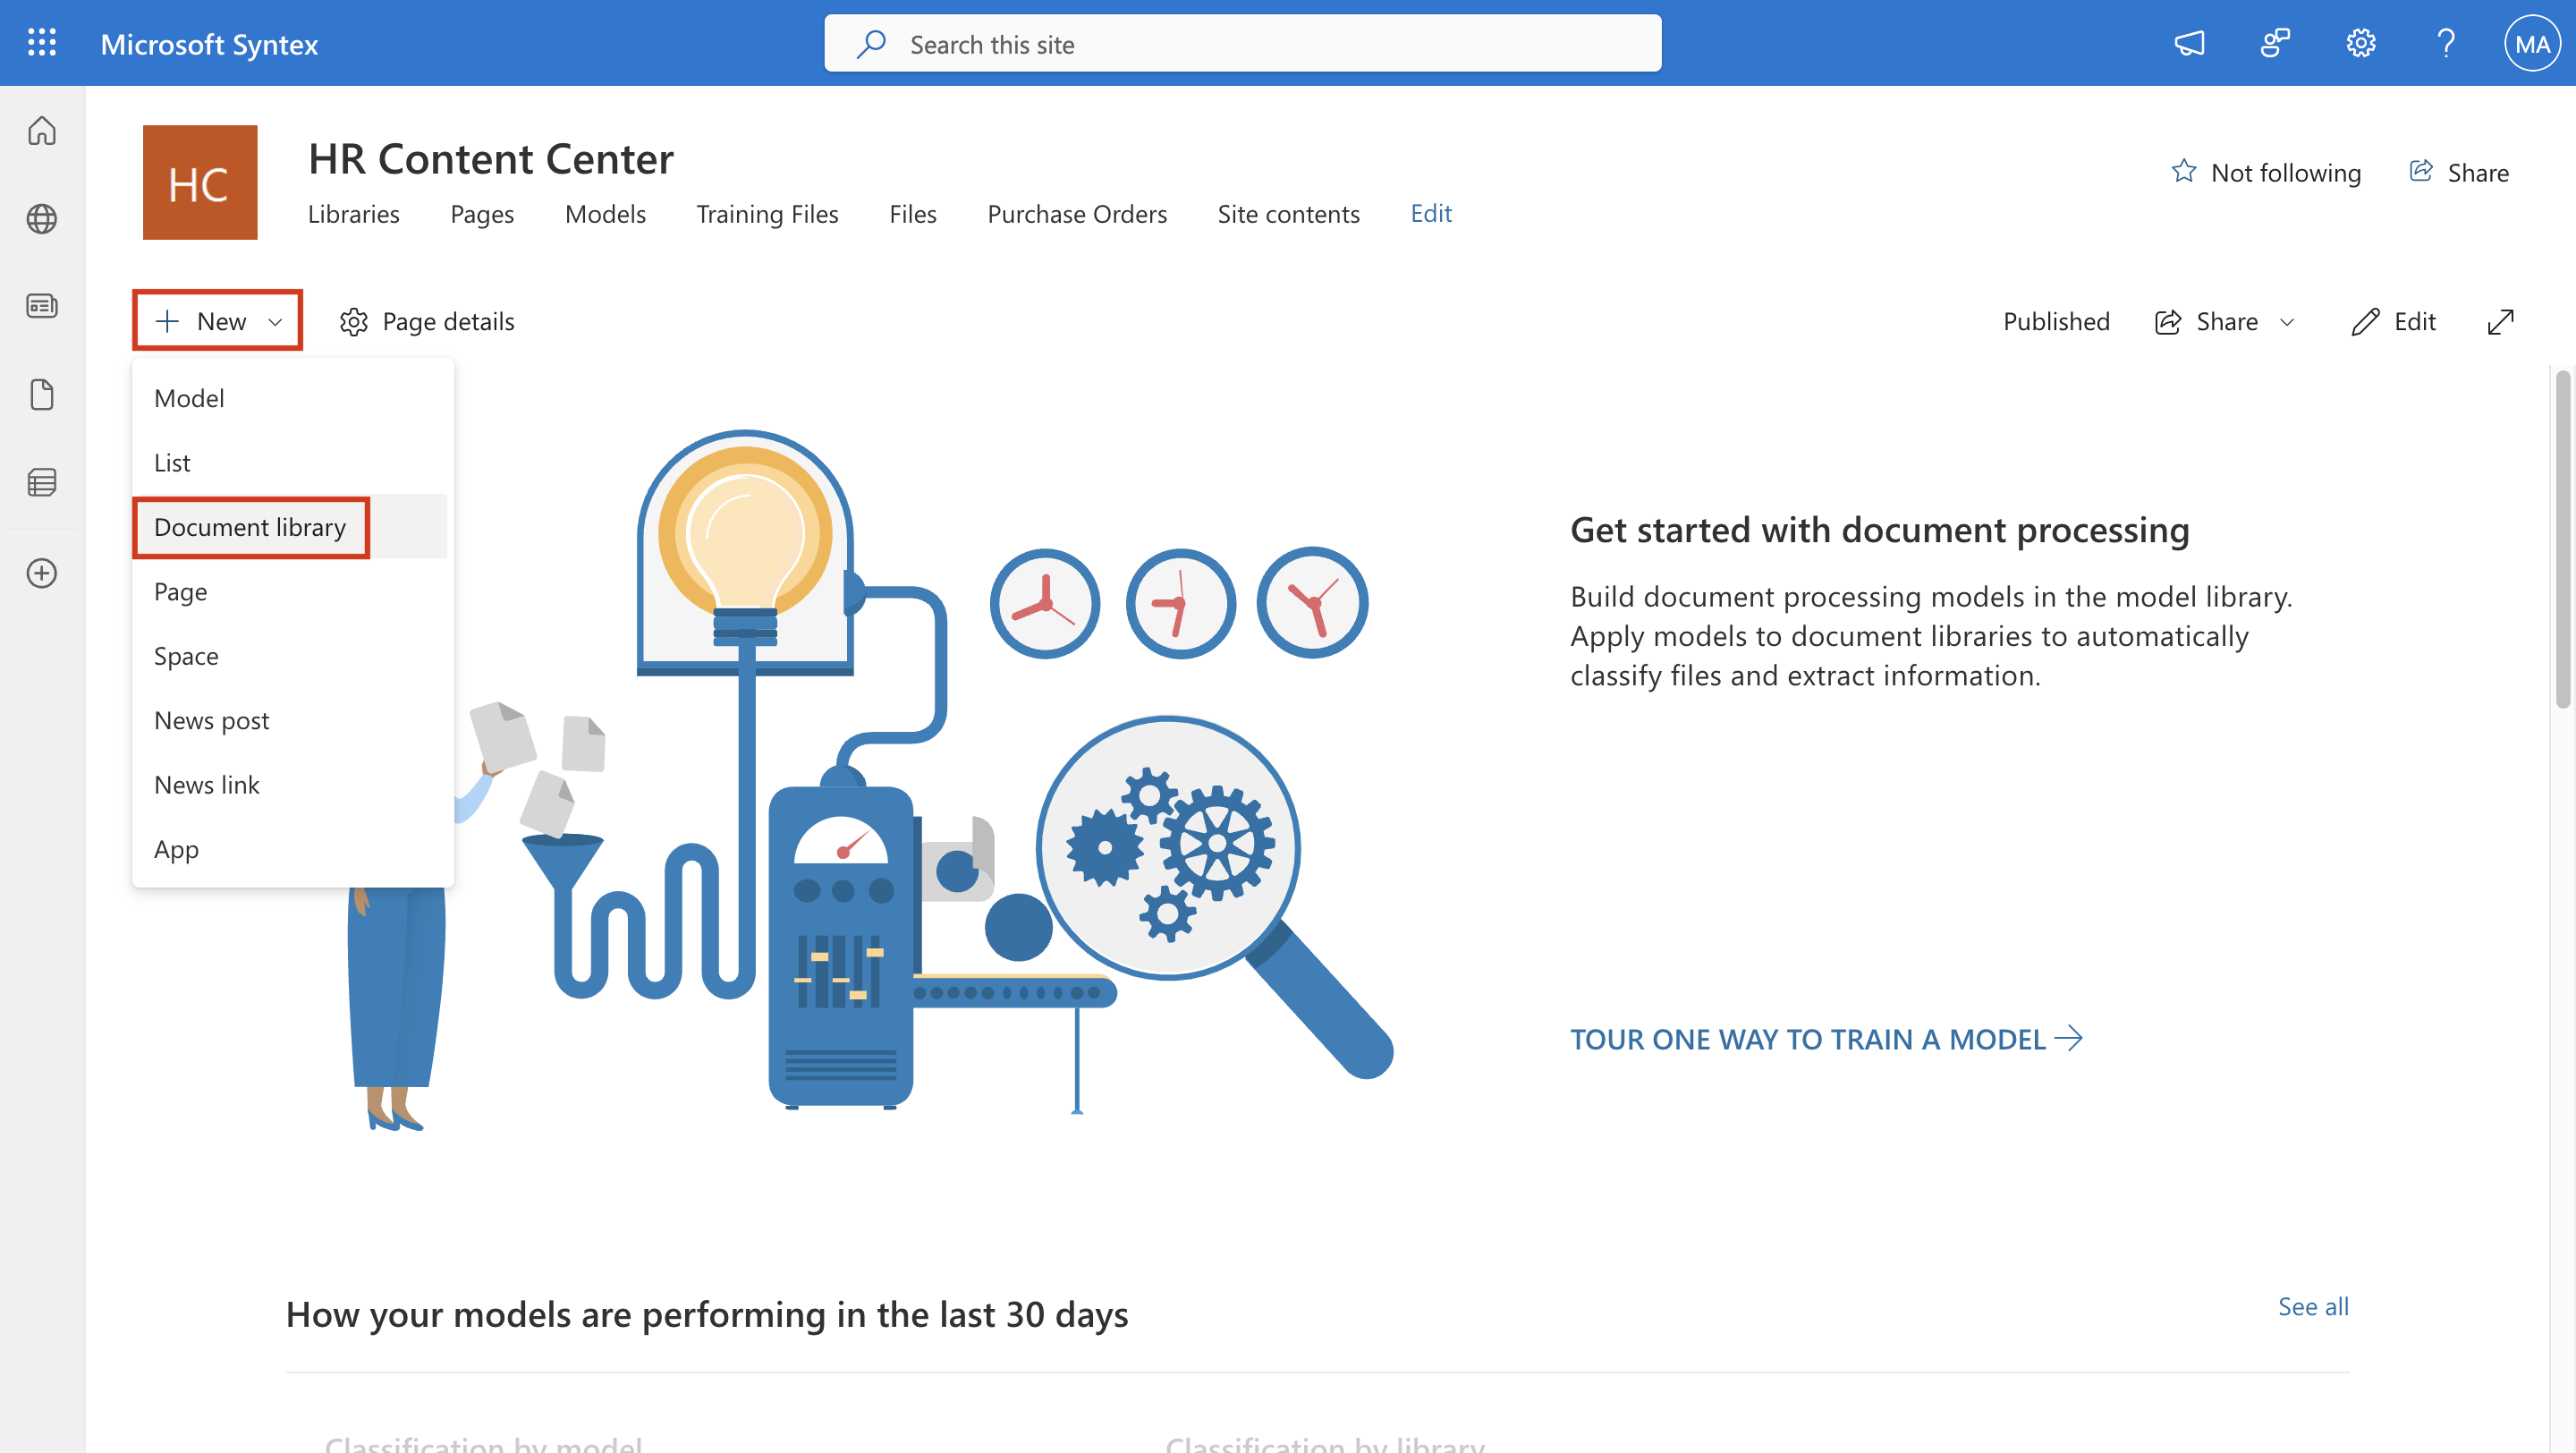 Microsoft Syntex
Search this site
MA
HC
HR Content Center
Not following
Share
Libraries
Pages
Models
Training Files
Files
Purchase Orders
Site contents
Edit
New
Page details
Published
Share
Edit
Model
List
Document library
Page
Space
News post
News link
App
Get started with document processing
Build document processing models in the model library.
Apply models to document libraries to automatically
classify files and extract information.
TOUR ONE WAY TO TRAIN A MODEL
How your models are performing in the last 30 days
See all
Classification by model
Classification by library